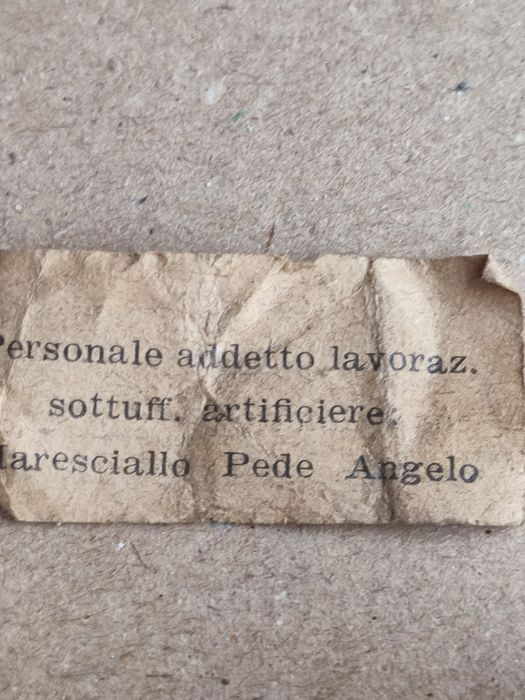 Personale addetto lavoraz.
sottuff. artificiere:
Maresciallo Pede Angelo